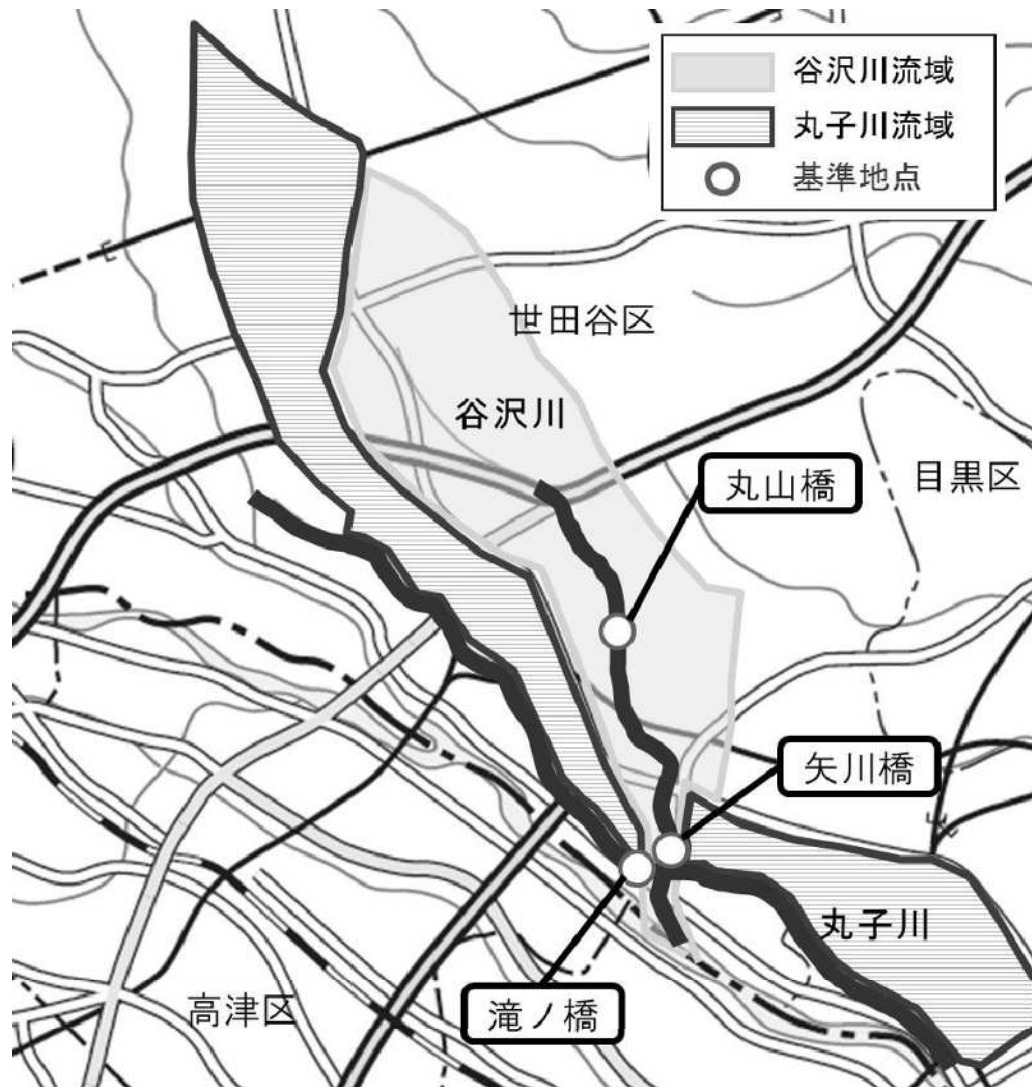 谷沢川流域
丸子川流域
基準地点
世田谷区
谷沢川
丸山橋
目黒区
矢川橋
丸子川
滝ノ橋
高津区